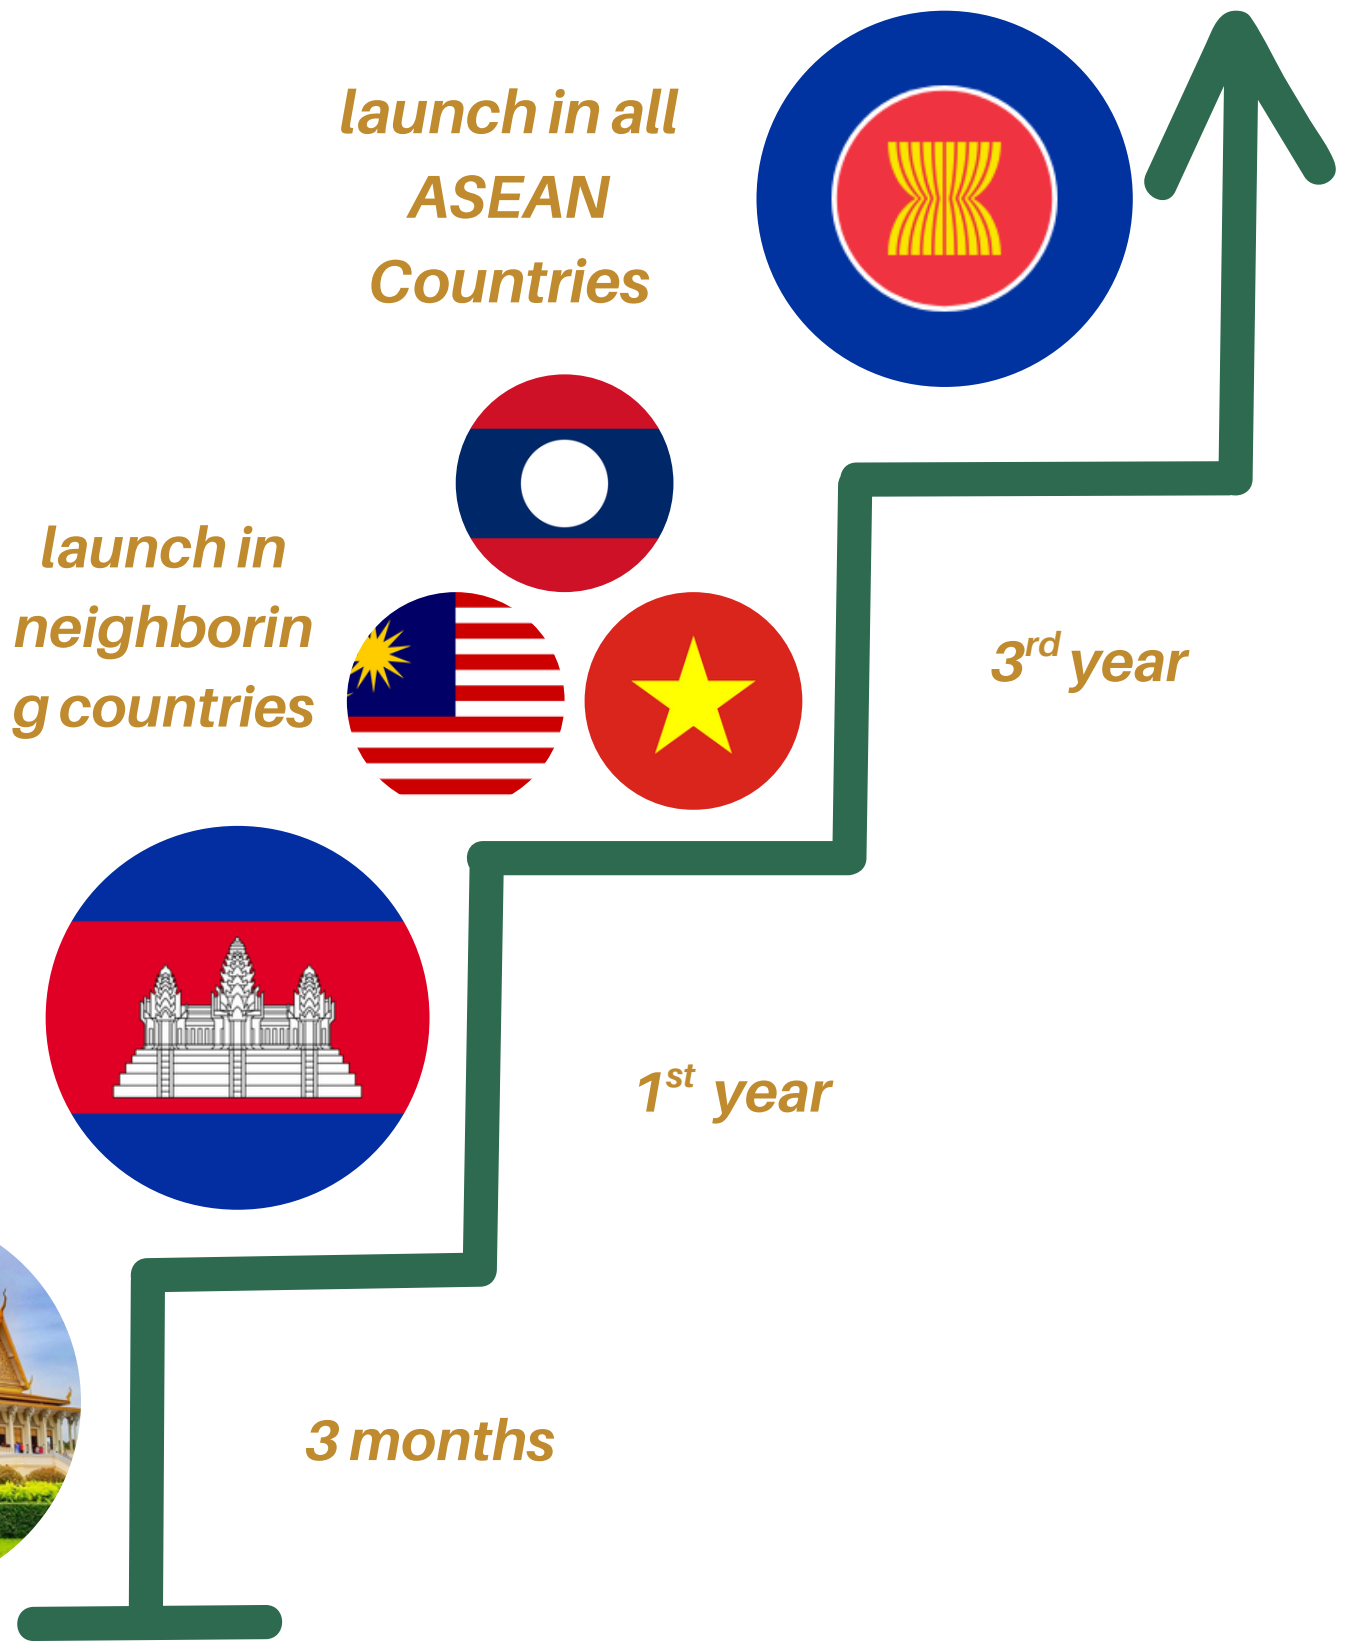 launch in all
ASEAN
Countries
launch in
neighborin
g countries
3rd year
1st year
3 months